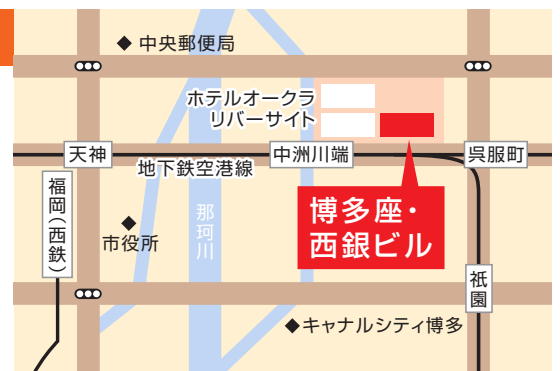 ◆ 中央郵便局
ホテルオークラ
リバーサイト
天神
地下鉄空港線
中洲川端
呉服町
福岡(西鉄)
◆
市役所
那珂川
博多座・
西銀ビル
祇園
◆キャナルシティ博多